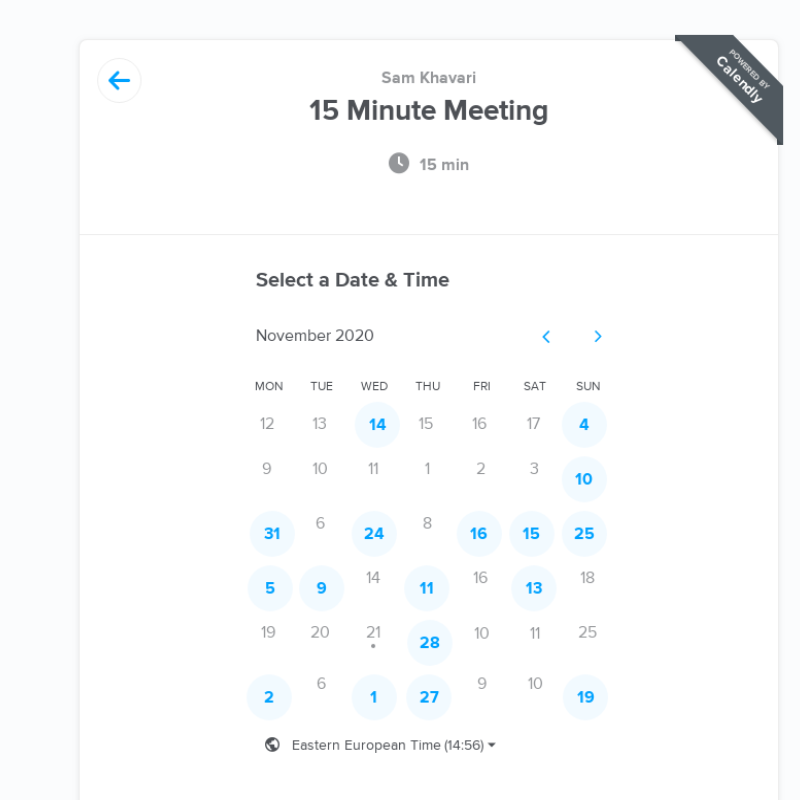 POWERED BY
Calendly
Sam Khavari
15 Minute Meeting
15 min
Select a Date & Time
November 2020
MON TUE WED THU FRI SAT SUN
12 13 14 15 16 17 4
9 10 11 1 2 3 10
31 6 24 8 16 15 25
5 9 14 11 16 13 18
19 20 21 28 10 11 25
2 6 1 27 9 10 19
Eastern European Time (14:56)